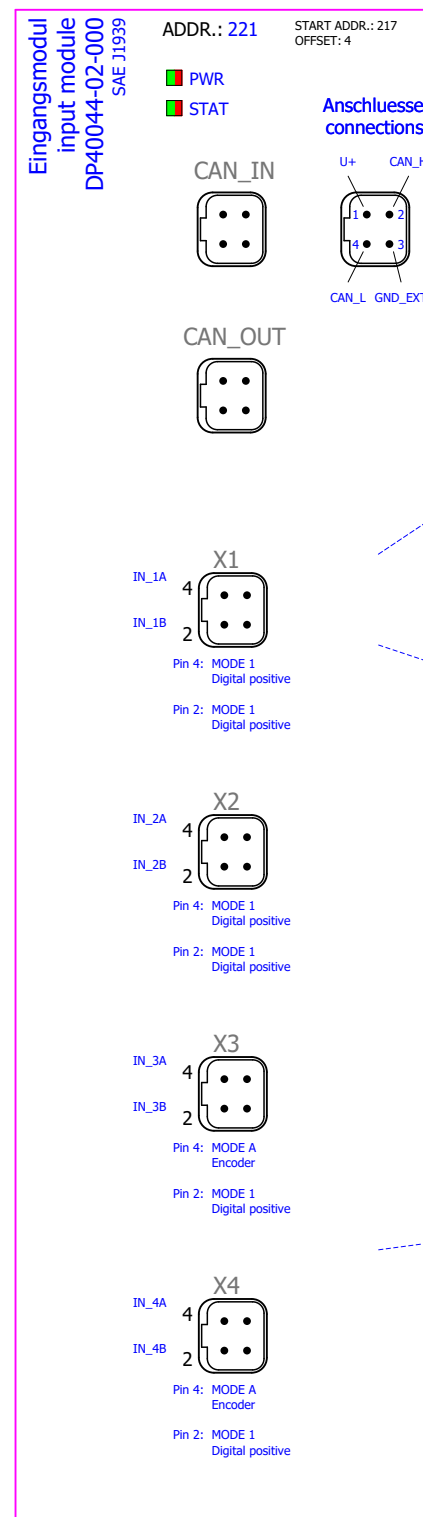 Eingangsmodul
input module
DP40044-02-000
SAE J1939
ADDR.: 221
START ADDR.: 217
OFFSET: 4
PWR
STAT
Anschluesse
connections
CAN_IN
U+
CAN_H
1
2
4
3
CAN_L
GND_EXT
CAN_OUT
X1
IN_1A
4
IN_1B
2
Pin 4: MODE 1
Digital positive
Pin 2: MODE 1
Digital positive
X2
IN_2A
4
IN_2B
2
Pin 4: MODE 1
Digital positive
Pin 2: MODE 1
Digital positive
X3
IN_3A
4
IN_3B
2
Pin 4: MODE A
Encoder
Pin 2: MODE 1
Digital positive
X4
IN_4A
4
IN_4B
2
Pin 4: MODE A
Encoder
Pin 2: MODE 1
Digital positive